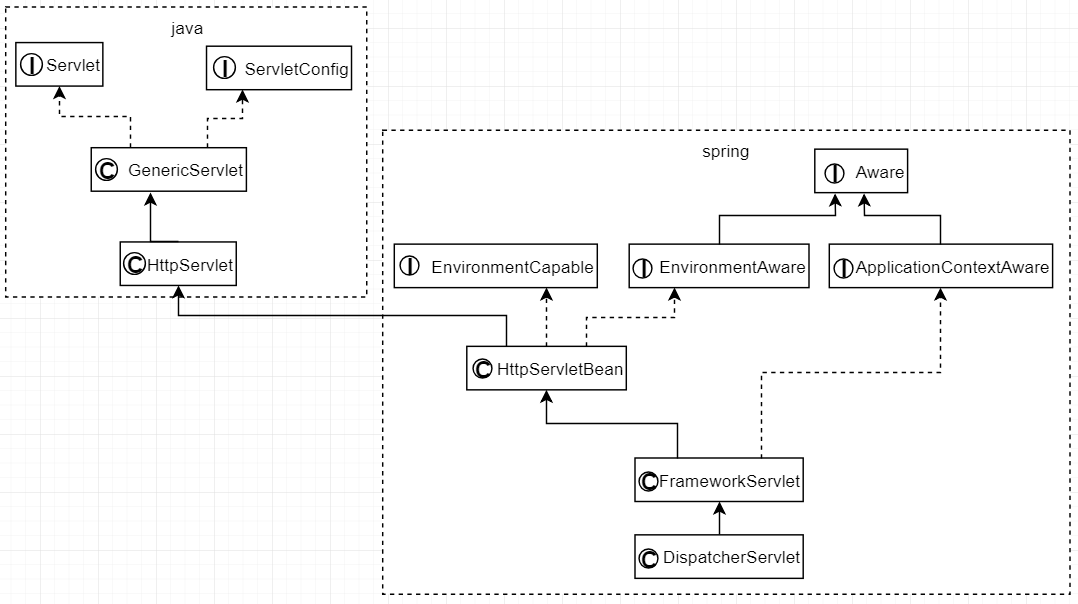 java
I Servlet
I ServletConfig
C GenericServlet
C HttpServlet
spring
I Aware
I EnvironmentCapable
I EnvironmentAware
I ApplicationContextAware
C HttpServletBean
C FrameworkServlet
C DispatcherServlet